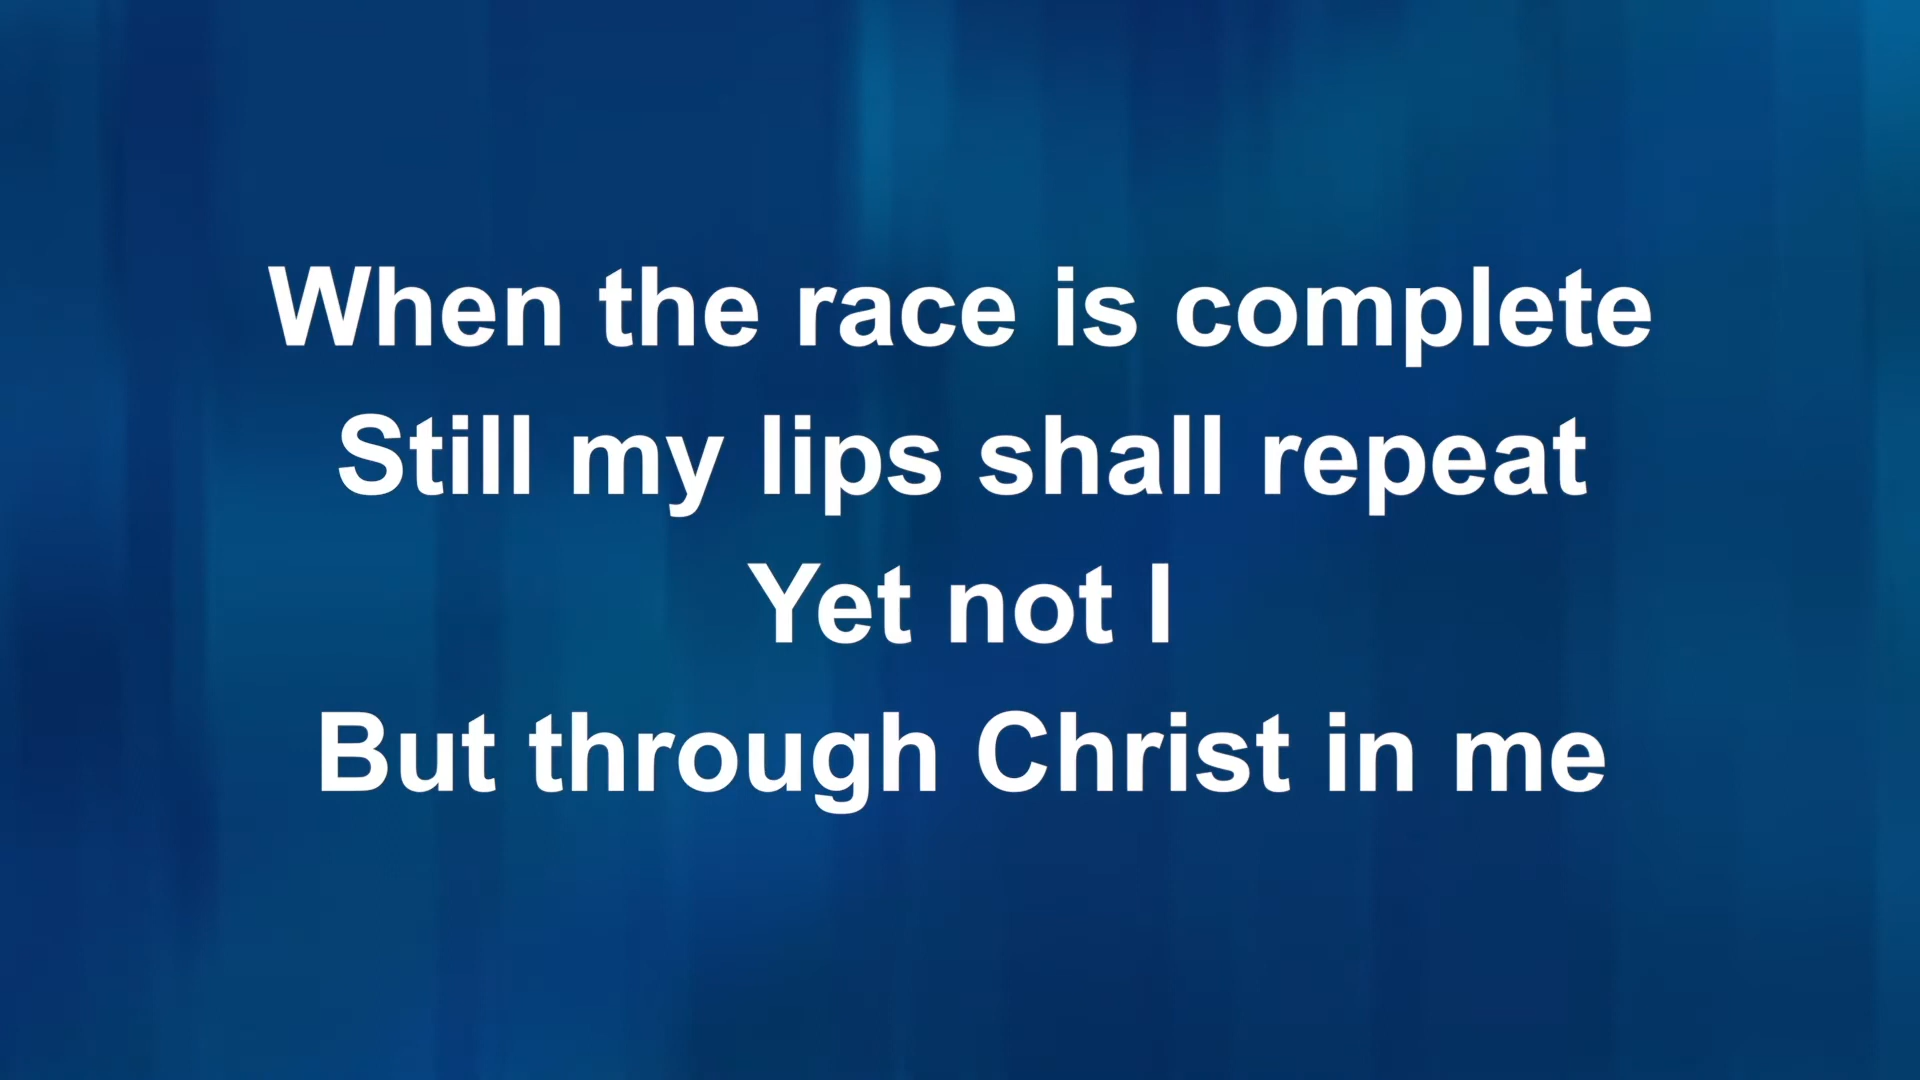 When the race is complete
Still my lips shall repeat
Yet not I
But through Christ in me